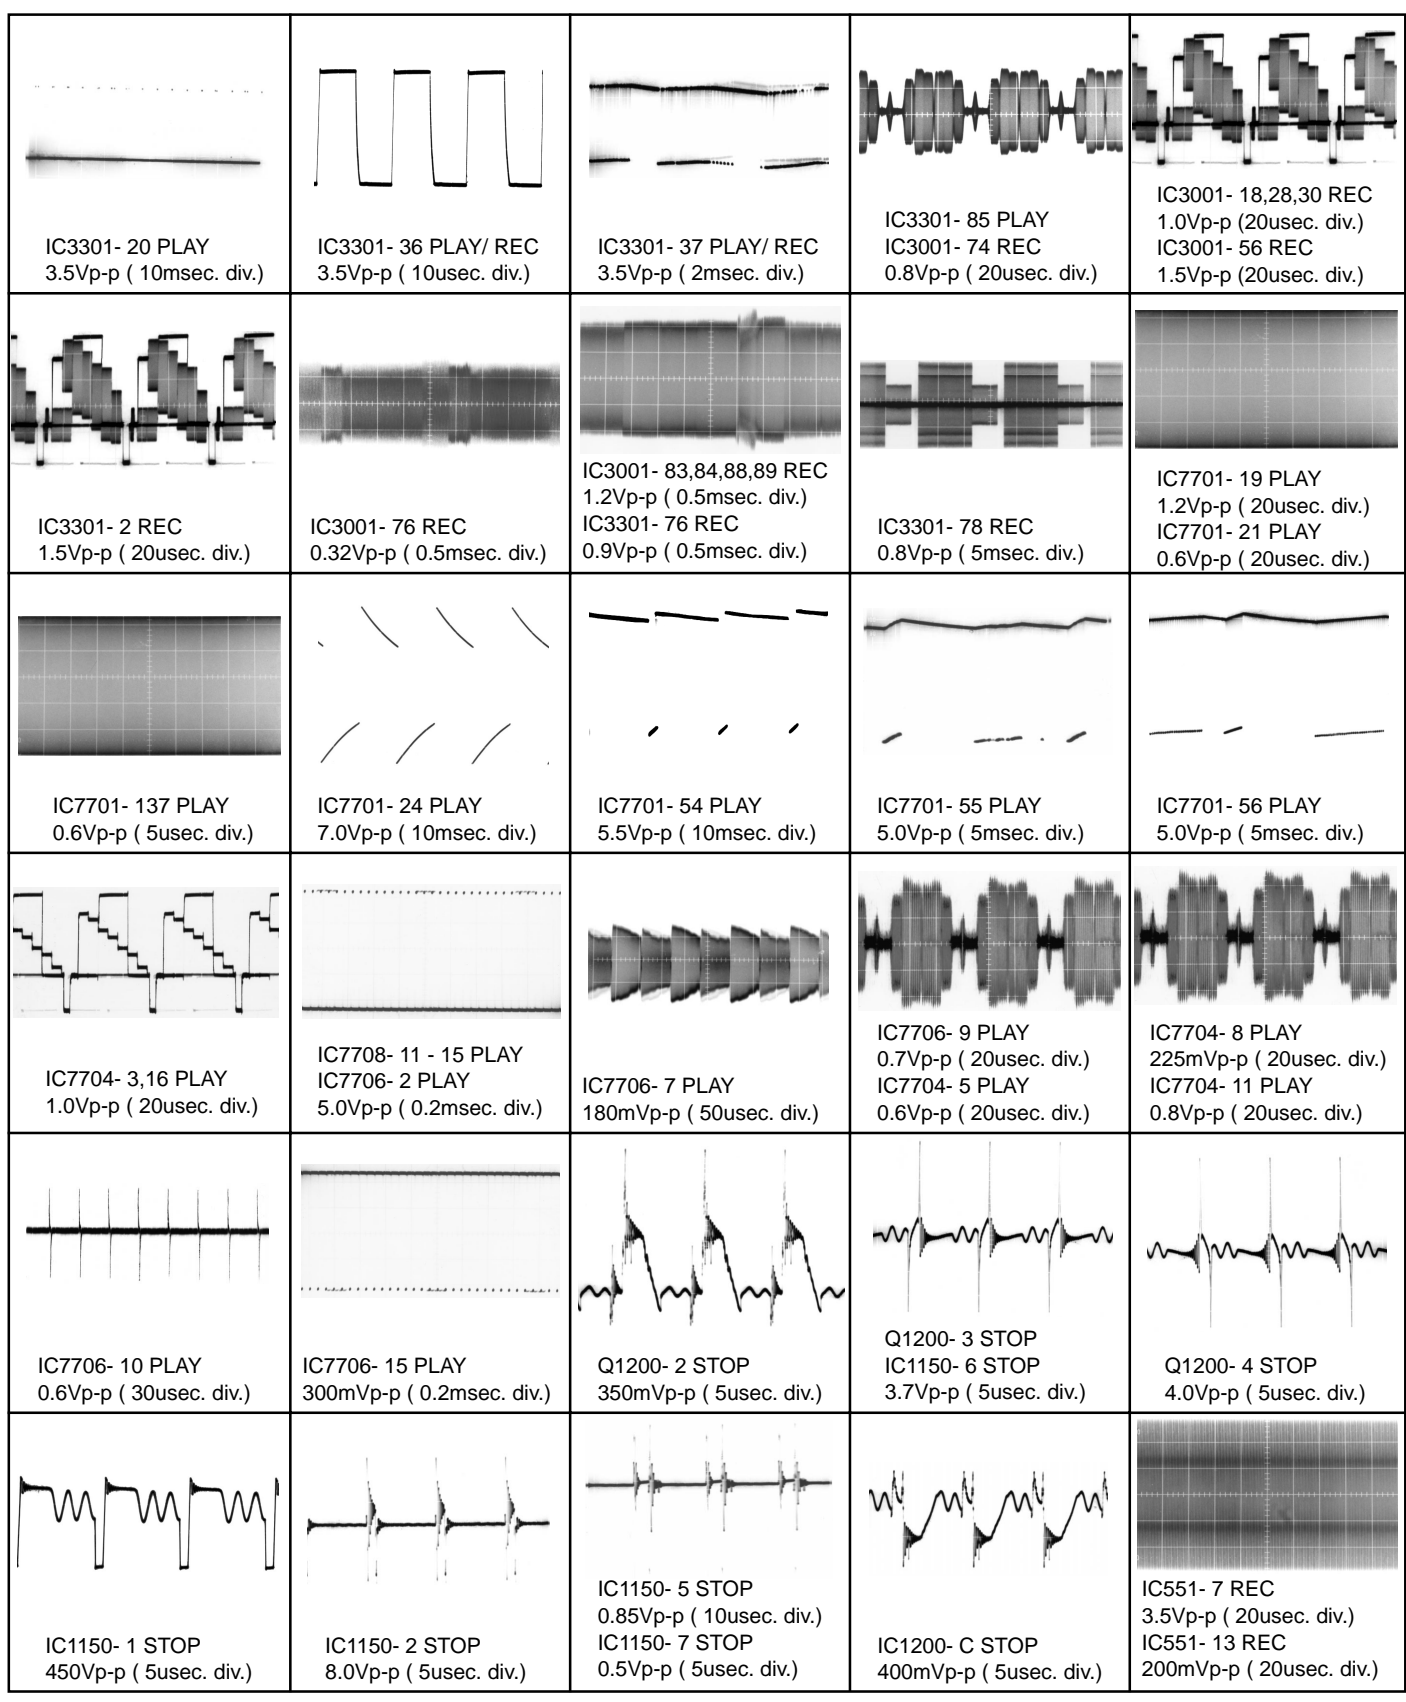 IC3301- 20 PLAY
3.5Vp-p ( 10msec. div.)
IC3301- 36 PLAY/ REC
3.5Vp-p ( 10usec. div.)
IC3301- 37 PLAY/ REC
3.5Vp-p ( 2msec. div.)
IC3301- 85 PLAY
IC3001- 74 REC
0.8Vp-p ( 20usec. div.)
IC3001- 18,28,30 REC
1.0Vp-p (20usec. div.)
IC3001- 56 REC
1.5Vp-p (20usec. div.)
IC3301- 2 REC
1.5Vp-p ( 20usec. div.)
IC3001- 76 REC
0.32Vp-p ( 0.5msec. div.)
IC3001- 83,84,88,89 REC
1.2Vp-p ( 0.5msec. div.)
IC3301- 76 REC
0.9Vp-p ( 0.5msec. div.)
IC3301- 78 REC
0.8Vp-p ( 5msec. div.)
IC7701- 19 PLAY
1.2Vp-p ( 20usec. div.)
IC7701- 21 PLAY
0.6Vp-p ( 20usec. div.)
IC7701- 137 PLAY
0.6Vp-p ( 5usec. div.)
IC7701- 24 PLAY
7.0Vp-p ( 10msec. div.)
IC7701- 54 PLAY
5.5Vp-p ( 10msec. div.)
IC7701- 55 PLAY
5.0Vp-p ( 5msec. div.)
IC7701- 56 PLAY
5.0Vp-p ( 5msec. div.)
IC7704- 3,16 PLAY
1.0Vp-p ( 20usec. div.)
IC7708- 11 - 15 PLAY
IC7706- 2 PLAY
5.0Vp-p ( 0.2msec. div.)
IC7706- 7 PLAY
180mVp-p ( 50usec. div.)
IC7706- 9 PLAY
0.7Vp-p ( 20usec. div.)
IC7704- 5 PLAY
0.6Vp-p ( 20usec. div.)
IC7704- 8 PLAY
225mVp-p ( 20usec. div.)
IC7704- 11 PLAY
0.8Vp-p ( 20usec. div.)
IC7706- 10 PLAY
0.6Vp-p ( 30usec. div.)
IC7706- 15 PLAY
300mVp-p ( 0.2msec. div.)
Q1200- 2 STOP
350mVp-p ( 5usec. div.)
Q1200- 3 STOP
IC1150- 6 STOP
3.7Vp-p ( 5usec. div.)
Q1200- 4 STOP
4.0Vp-p ( 5usec. div.)
IC1150- 1 STOP
450Vp-p ( 5usec. div.)
IC1150- 2 STOP
8.0Vp-p ( 5usec. div.)
IC1150- 5 STOP
0.85Vp-p ( 10usec. div.)
IC1150- 7 STOP
0.5Vp-p ( 5usec. div.)
IC1200- C STOP
400mVp-p ( 5usec. div.)
IC551- 7 REC
3.5Vp-p ( 20usec. div.)
IC551- 13 REC
200mVp-p ( 20usec. div.)